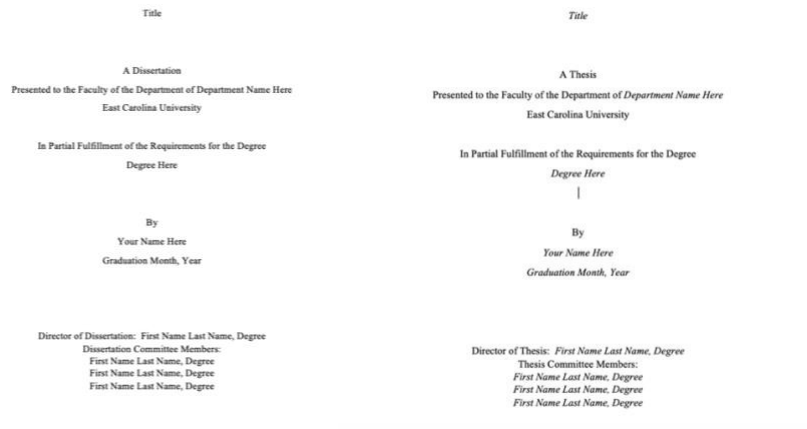 Title
A Dissertation
Presented to the Faculty of the Department of Department Name Here
East Carolina University
In Partial Fulfillment of the Requirements for the Degree
Degree Here
By
Your Name Here
Graduation Month, Year
Director of Dissertation: First Name Last Name, Degree
Dissertation Committee Members:
First Name Last Name, Degree
First Name Last Name, Degree
First Name Last Name, Degree
Title
A Thesis
Presented to the Faculty of the Department of Department Name Here
East Carolina University
In Partial Fulfillment of the Requirements for the Degree
Degree Here
By
Your Name Here
Graduation Month, Year
Director of Thesis: First Name Last Name, Degree
Thesis Committee Members:
First Name Last Name, Degree
First Name Last Name, Degree
First Name Last Name, Degree